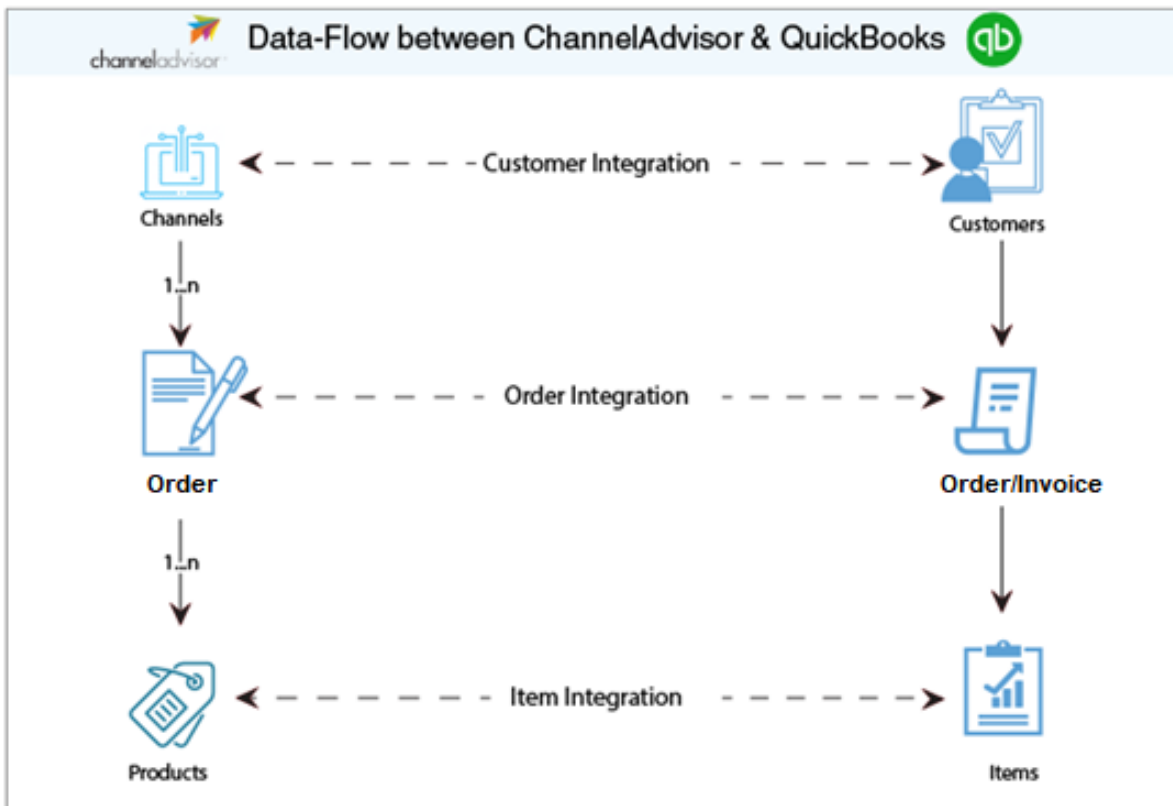 channeladvisor
Data-Flow between ChannelAdvisor & QuickBooks
qb
Customer Integration
Channels
Customers
1...n
Order Integration
Order
Order/Invoice
1...n
Item Integration
Products
Items